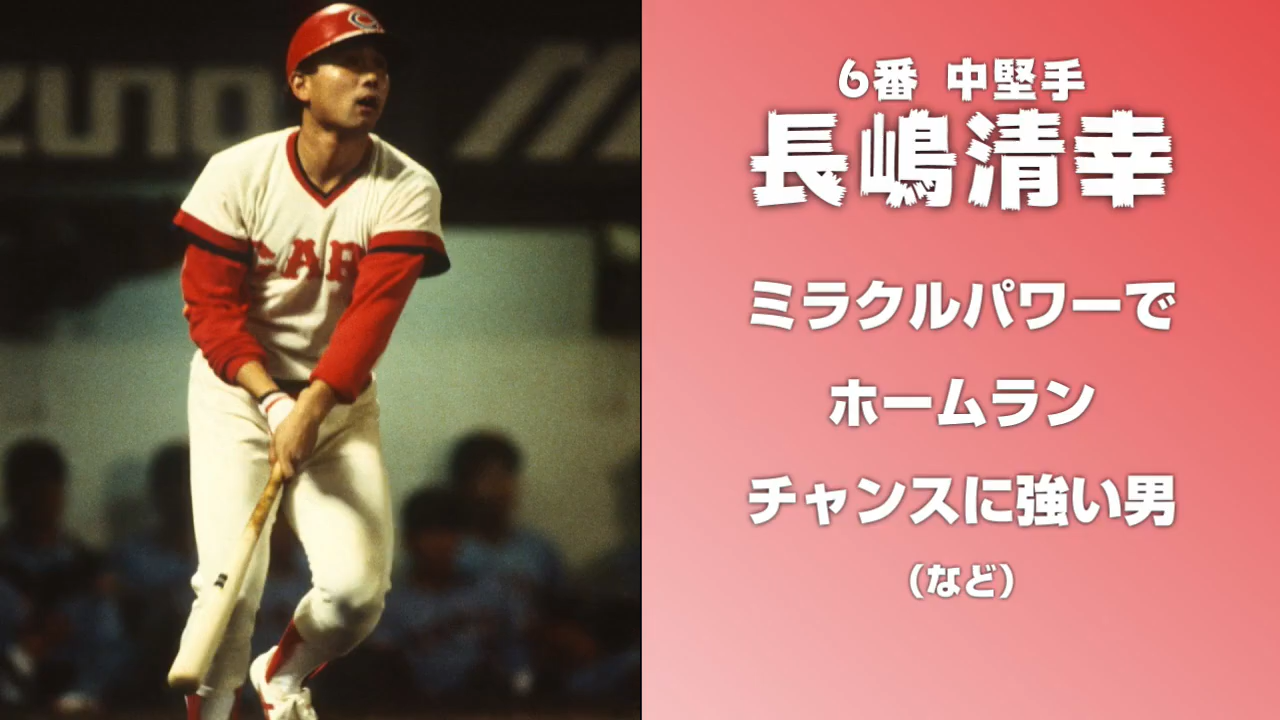 6番 中堅手
長嶋清幸
ミラクルパワーで
ホームラン
チャンスに強い男
(など)